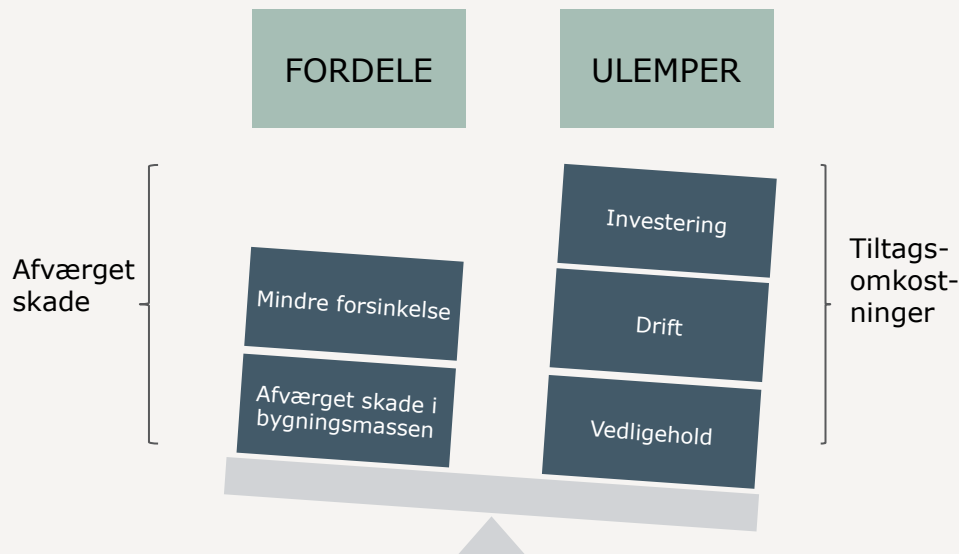 FORDELE
ULEMPER
Afværget
skade
Mindre forsinkelse
Afværget skade i
bygningsmassen
Investering
Drift
Vedligehold
Tiltags-
omkost-
ninger